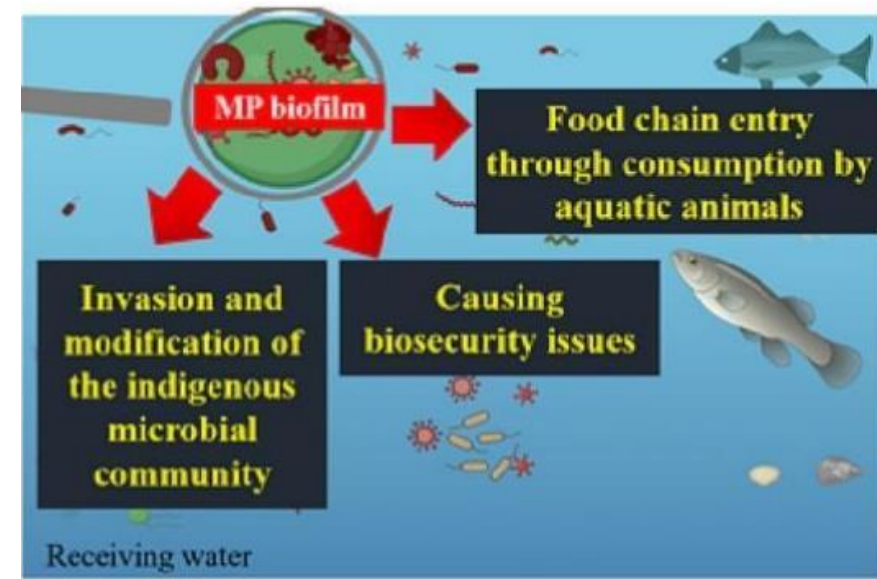 MP biofilm
Food chain entry
through consumption by
aquatic animals
Invasion and
modification of
the indigenous
microbial
community
Causing
biosecurity issues
Receiving water